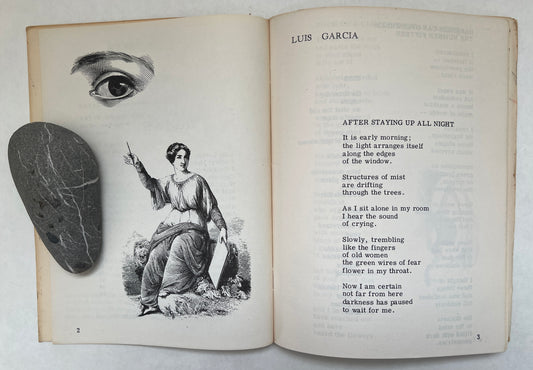 2
LUIS GARCIA
AFTER STAYING UP ALL NIGHT
It is early morning;
the light arranges itself
along the edges
of the window.
Structures of mist
are drifting
through the trees.
As I sit alone in my room
I hear the sound
of crying.
Slowly, trembling
like the fingers
of old women
the green wires of fear
flower in my throat.
Now I am certain
not far from here
darkness has paused
to wait for me.
3